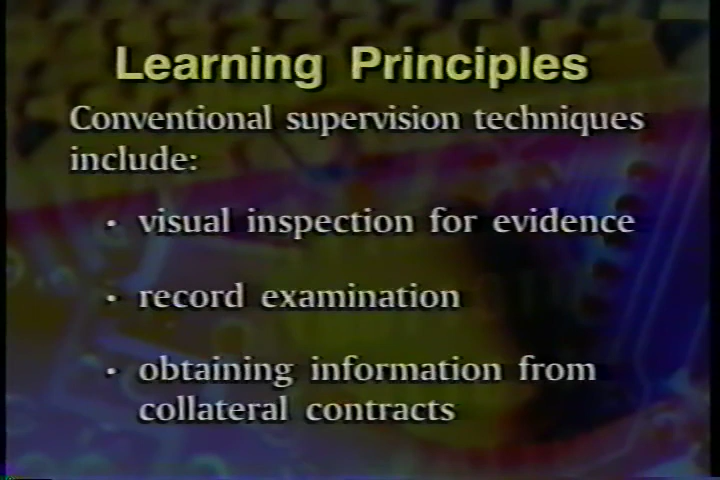 Learning Principles
Conventional supervision techniques
include:
• visual inspection for evidence
• record examination
• obtaining information from
collateral contracts